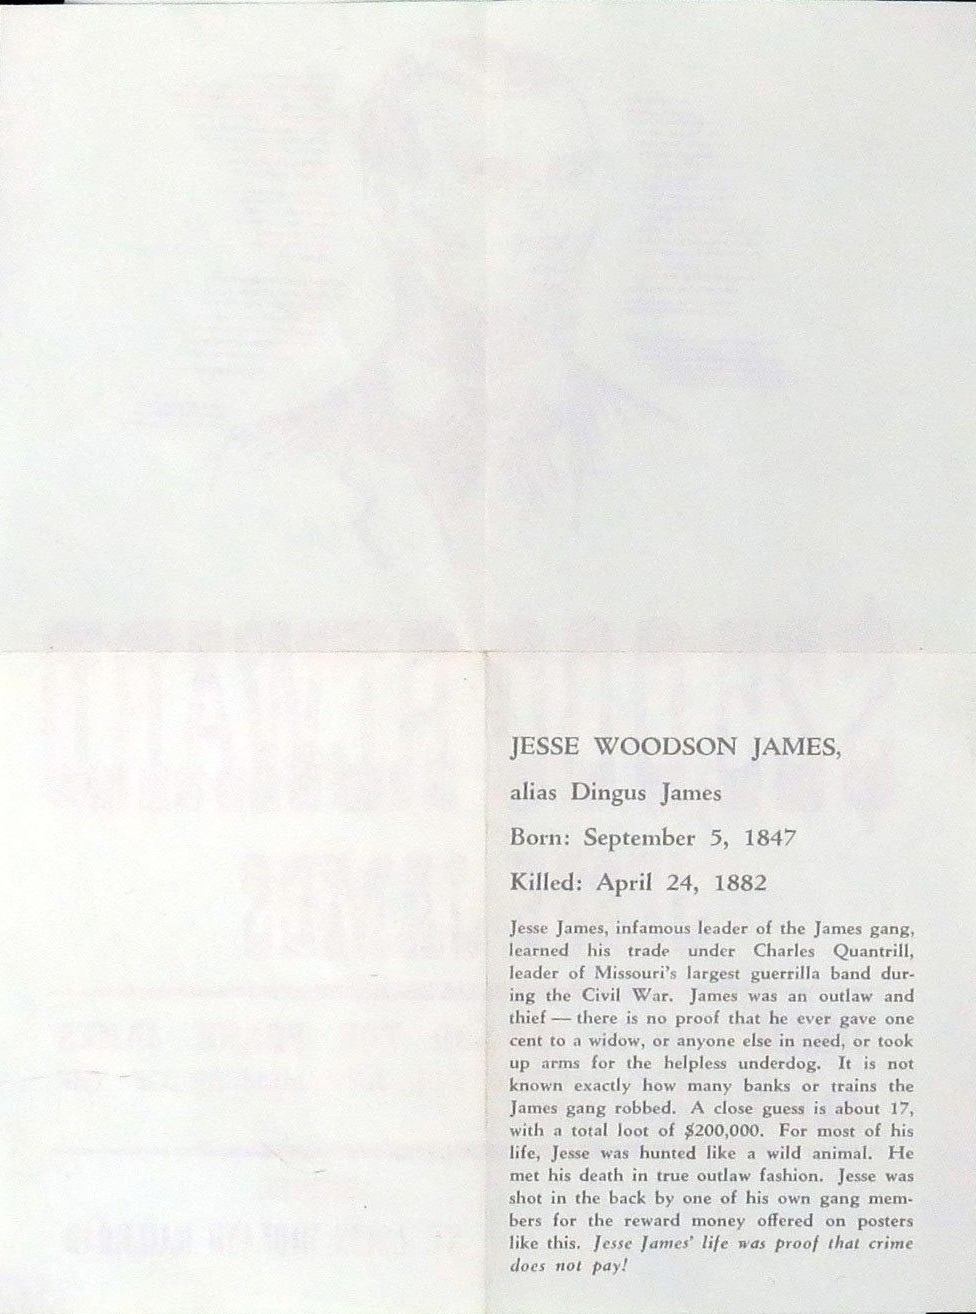 JESSE WOODSON JAMES,
alias Dingus James
Born: September 5, 1847
Killed: April 24, 1882
Jesse James, infamous leader of the James gang,
learned his trade under Charles Quantrill,
leader of Missouri's largest guerrilla band dur-
ing the Civil War. James was an outlaw and
thief — there is no proof that he ever gave one
cent to a widow, or anyone else in need, or took
up arms for the helpless underdog. It is not
known exactly how many banks or trains the
James gang robbed. A close guess is about 17,
with a total loot of $200,000. For most of his
life, Jesse was hunted like a wild animal. He
met his death in true outlaw fashion. Jesse was
shot in the back by one of his own gang mem-
bers for the reward money offered on posters
like this. Jesse James' life was proof that crime
does not pay!